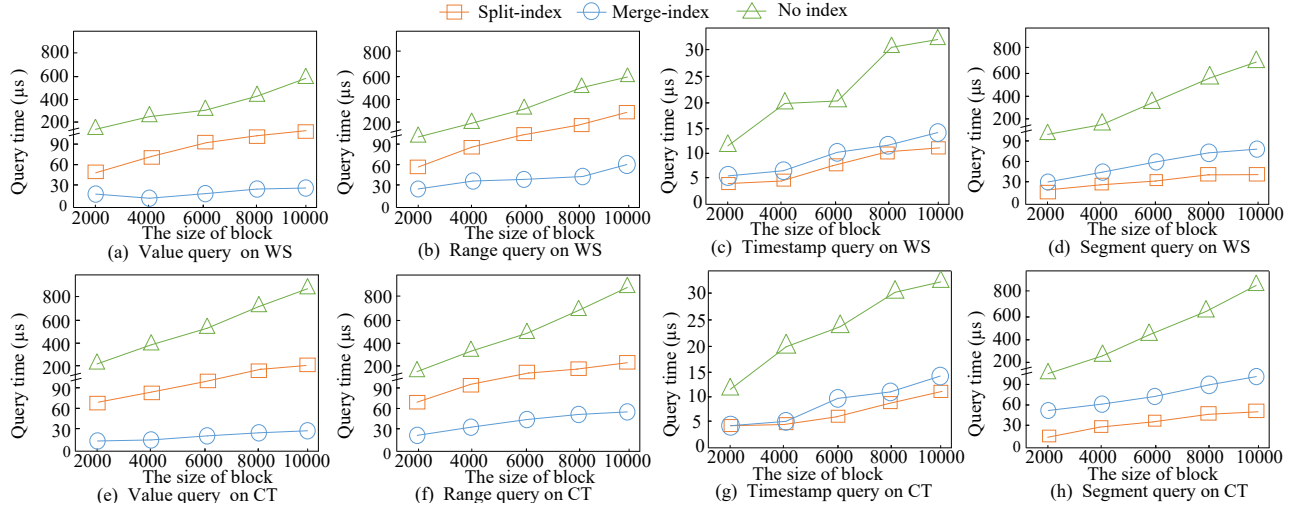 Split-index Merge-index No index
Query time (µs )
800
600
400
200
90
60
30
0
2000 4000 6000 8000 10000
The size of block
(a) Value query on WS
Query time (µs )
800
600
400
200
90
60
30
0
2000 4000 6000 8000 10000
The size of block
(b) Range query on WS
Query time (µs )
30
25
20
15
10
5
0
2000 4000 6000 8000 10000
The size of block
(c) Timestamp query on WS
Query time (µs )
800
600
400
200
90
60
30
0
2000 4000 6000 8000 10000
The size of block
(d) Segment query on WS
Query time (µs )
800
600
400
200
90
60
30
0
2000 4000 6000 8000 10000
The size of block
(e) Value query on CT
Query time (µs )
800
600
400
200
90
60
30
0
2000 4000 6000 8000 10000
The size of block
(f) Range query on CT
Query time (µs )
30
25
20
15
10
5
0
2000 4000 6000 8000 10000
The size of block
(g) Timestamp query on CT
Query time (µs )
800
600
400
200
90
60
30
0
2000 4000 6000 8000 10000
The size of block
(h) Segment query on CT